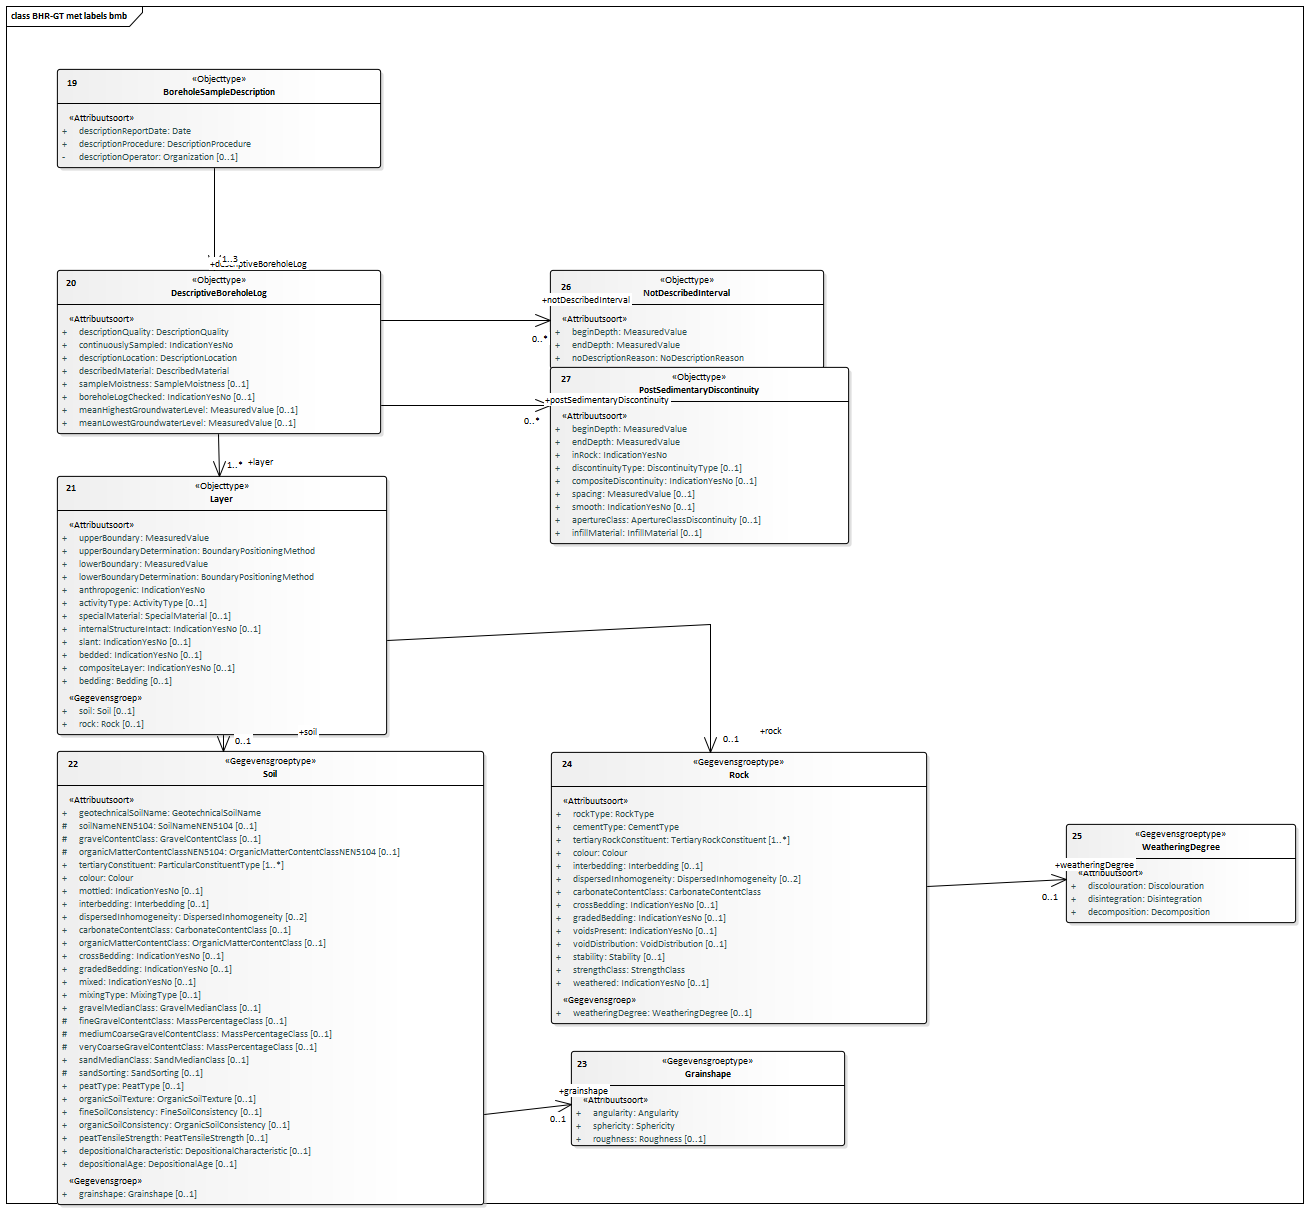 class BHR-GT met labels bmb
19
«Objecttype»
BoreholeSampleDescription
«Attribuutsoort»
+ descriptionReportDate: Date
+ descriptionProcedure: DescriptionProcedure
- descriptionOperator: Organization [0..1]
1..3
20
«Objecttype»
DescriptiveBoreholeLog
«Attribuutsoort»
+ descriptionQuality: DescriptionQuality
+ continuouslySampled: IndicationYesNo
+ descriptionLocation: DescriptionLocation
+ describedMaterial: DescribedMaterial
+ sampleMoistness: SampleMoistness [0..1]
+ boreholeLogChecked: IndicationYesNo [0..1]
+ meanHighestGroundwaterLevel: MeasuredValue [0..1]
+ meanLowestGroundwaterLevel: MeasuredValue [0..1]
26
«Objecttype»
NotDescribedInterval
+notDescribedInterval
0..*
«Attribuutsoort»
+ beginDepth: MeasuredValue
+ endDepth: MeasuredValue
+ noDescriptionReason: NoDescriptionReason
27
«Objecttype»
PostSedimentaryDiscontinuity
+postSedimentaryDiscontinuity
0..*
«Attribuutsoort»
+ beginDepth: MeasuredValue
+ endDepth: MeasuredValue
+ inRock: IndicationYesNo
+ discontinuityType: DiscontinuityType [0..1]
+ compositeDiscontinuity: IndicationYesNo [0..1]
+ spacing: MeasuredValue [0..1]
+ smooth: IndicationYesNo [0..1]
+ apertureClass: ApertureClassDiscontinuity [0..1]
+ infillMaterial: InfillMaterial [0..1]
1..* +layer
21
«Objecttype»
Layer
«Attribuutsoort»
+ upperBoundary: MeasuredValue
+ upperBoundaryDetermination: BoundaryPositioningMethod
+ lowerBoundary: MeasuredValue
+ lowerBoundaryDetermination: BoundaryPositioningMethod
+ anthropogenic: IndicationYesNo
+ activityType: ActivityType [0..1]
+ specialMaterial: SpecialMaterial [0..1]
+ internalStructureIntact: IndicationYesNo [0..1]
+ slant: IndicationYesNo [0..1]
+ bedded: IndicationYesNo [0..1]
+ compositeLayer: IndicationYesNo [0..1]
+ bedding: Bedding [0..1]
«Gegevensgroep»
+ soil: Soil [0..1]
+ rock: Rock [0..1]
0..1 +soil
22
«Gegevensgroeptype»
Soil
«Attribuutsoort»
+ geotechnicalSoilName: GeotechnicalSoilName
# soilNameNEN5104: SoilNameNEN5104 [0..1]
# gravelContentClass: GravelContentClass [0..1]
# organicMatterContentClassNEN5104: OrganicMatterContentClassNEN5104 [0..1]
+ tertiaryConstituent: ParticularConstituentType [1..*]
+ colour: Colour
+ mottled: IndicationYesNo [0..1]
+ interbedding: Interbedding [0..1]
+ dispersedInhomogeneity: DispersedInhomogeneity [0..2]
+ carbonateContentClass: CarbonateContentClass [0..1]
+ organicMatterContentClass: OrganicMatterContentClass [0..1]
+ crossBedding: IndicationYesNo [0..1]
+ gradedBedding: IndicationYesNo [0..1]
+ mixed: IndicationYesNo [0..1]
+ mixingType: MixingType [0..1]
+ gravelMedianClass: GravelMedianClass [0..1]
# fineGravelContentClass: MassPercentageClass [0..1]
# mediumCoarseGravelContentClass: MassPercentageClass [0..1]
# veryCoarseGravelContentClass: MassPercentageClass [0..1]
+ sandMedianClass: SandMedianClass [0..1]
# sandSorting: SandSorting [0..1]
+ peatType: PeatType [0..1]
+ organicSoilTexture: OrganicSoilTexture [0..1]
+ fineSoilConsistency: FineSoilConsistency [0..1]
+ organicSoilConsistency: OrganicSoilConsistency [0..1]
+ peatTensileStrength: PeatTensileStrength [0..1]
+ depositionalCharacteristic: DepositionalCharacteristic [0..1]
+ depositionalAge: DepositionalAge [0..1]
«Gegevensgroep»
+ grainshape: Grainshape [0..1]
0..1 +rock
24
«Gegevensgroeptype»
Rock
«Attribuutsoort»
+ rockType: RockType
+ cementType: CementType
+ tertiaryRockConstituent: TertiaryRockConstituent [1..*]
+ colour: Colour
+ interbedding: Interbedding [0..1]
+ dispersedInhomogeneity: DispersedInhomogeneity [0..2]
+ carbonateContentClass: CarbonateContentClass
+ crossBedding: IndicationYesNo [0..1]
+ gradedBedding: IndicationYesNo [0..1]
+ voidsPresent: IndicationYesNo [0..1]
+ voidDistribution: VoidDistribution [0..1]
+ stability: Stability [0..1]
+ strengthClass: StrengthClass
+ weathered: IndicationYesNo [0..1]
«Gegevensgroep»
+ weatheringDegree: WeatheringDegree [0..1]
25
«Gegevensgroeptype»
WeatheringDegree
+weatheringDegree
0..1
«Attribuutsoort»
+ discolouration: Discolouration
+ disintegration: Disintegration
+ decomposition: Decomposition
23
«Gegevensgroeptype»
Grainshape
+grainshape
0..1
«Attribuutsoort»
+ angularity: Angularity
+ sphericity: Sphericity
+ roughness: Roughness [0..1]